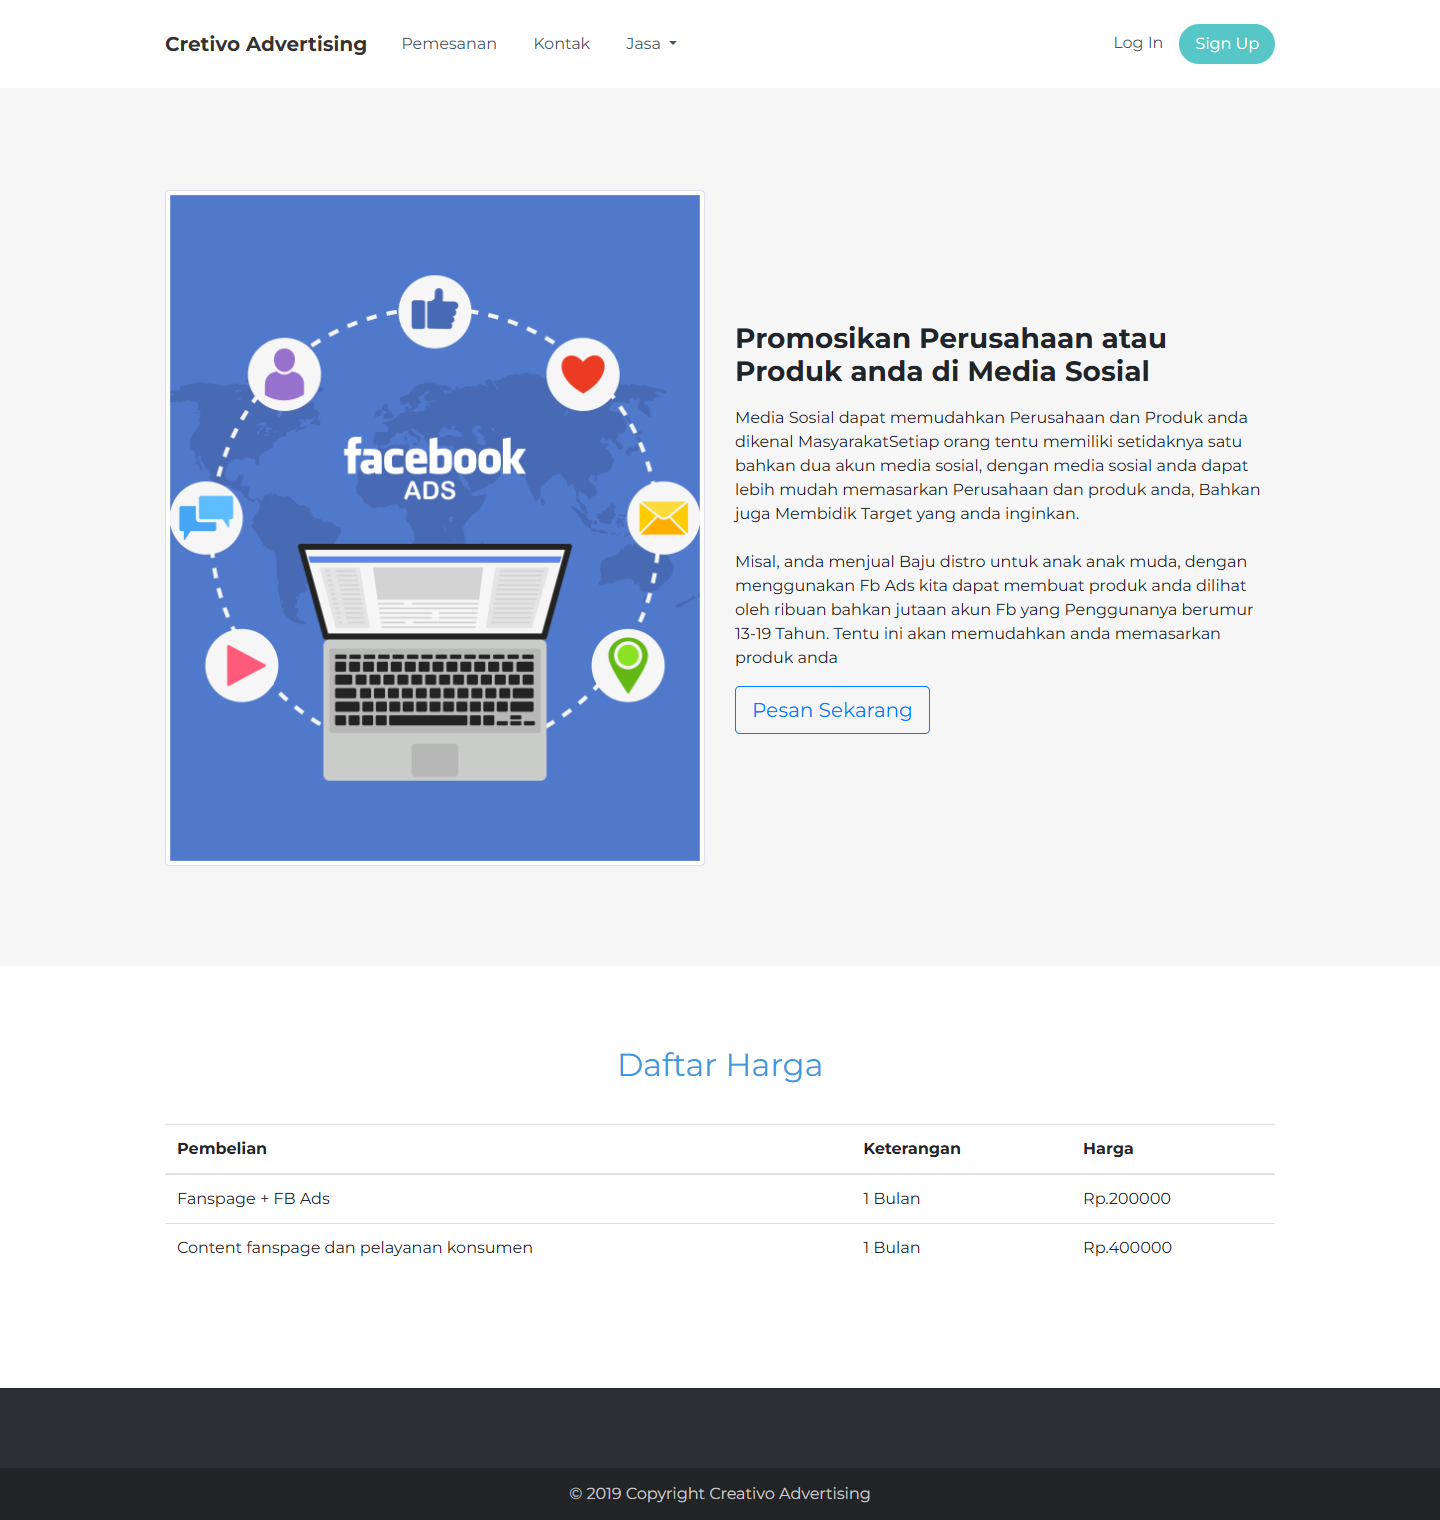 Cretivo Advertising Pemesanan Kontak Jasa Log In Sign Up
facebook
ADS
Promosikan Perusahaan atau
Produk anda di Media Sosial
Media Sosial dapat memudahkan Perusahaan dan Produk anda
dikenal MasyarakatSetiap orang tentu memiliki setidaknya satu
bahkan dua akun media sosial, dengan media sosial anda dapat
lebih mudah memasarkan Perusahaan dan produk anda, Bahkan
juga Membidik Target yang anda inginkan.
Misal, anda menjual Baju distro untuk anak anak muda, dengan
menggunakan Fb Ads kita dapat membuat produk anda dilihat
oleh ribuan bahkan jutaan akun Fb yang Penggunanya berumur
13-19 Tahun. Tentu ini akan memudahkan anda memasarkan
produk anda
Pesan Sekarang
Daftar Harga
Pembelian Keterangan Harga
Fanspage + FB Ads 1 Bulan Rp.200000
Content fanspage dan pelayanan konsumen 1 Bulan Rp.400000
© 2019 Copyright Creativo Advertising